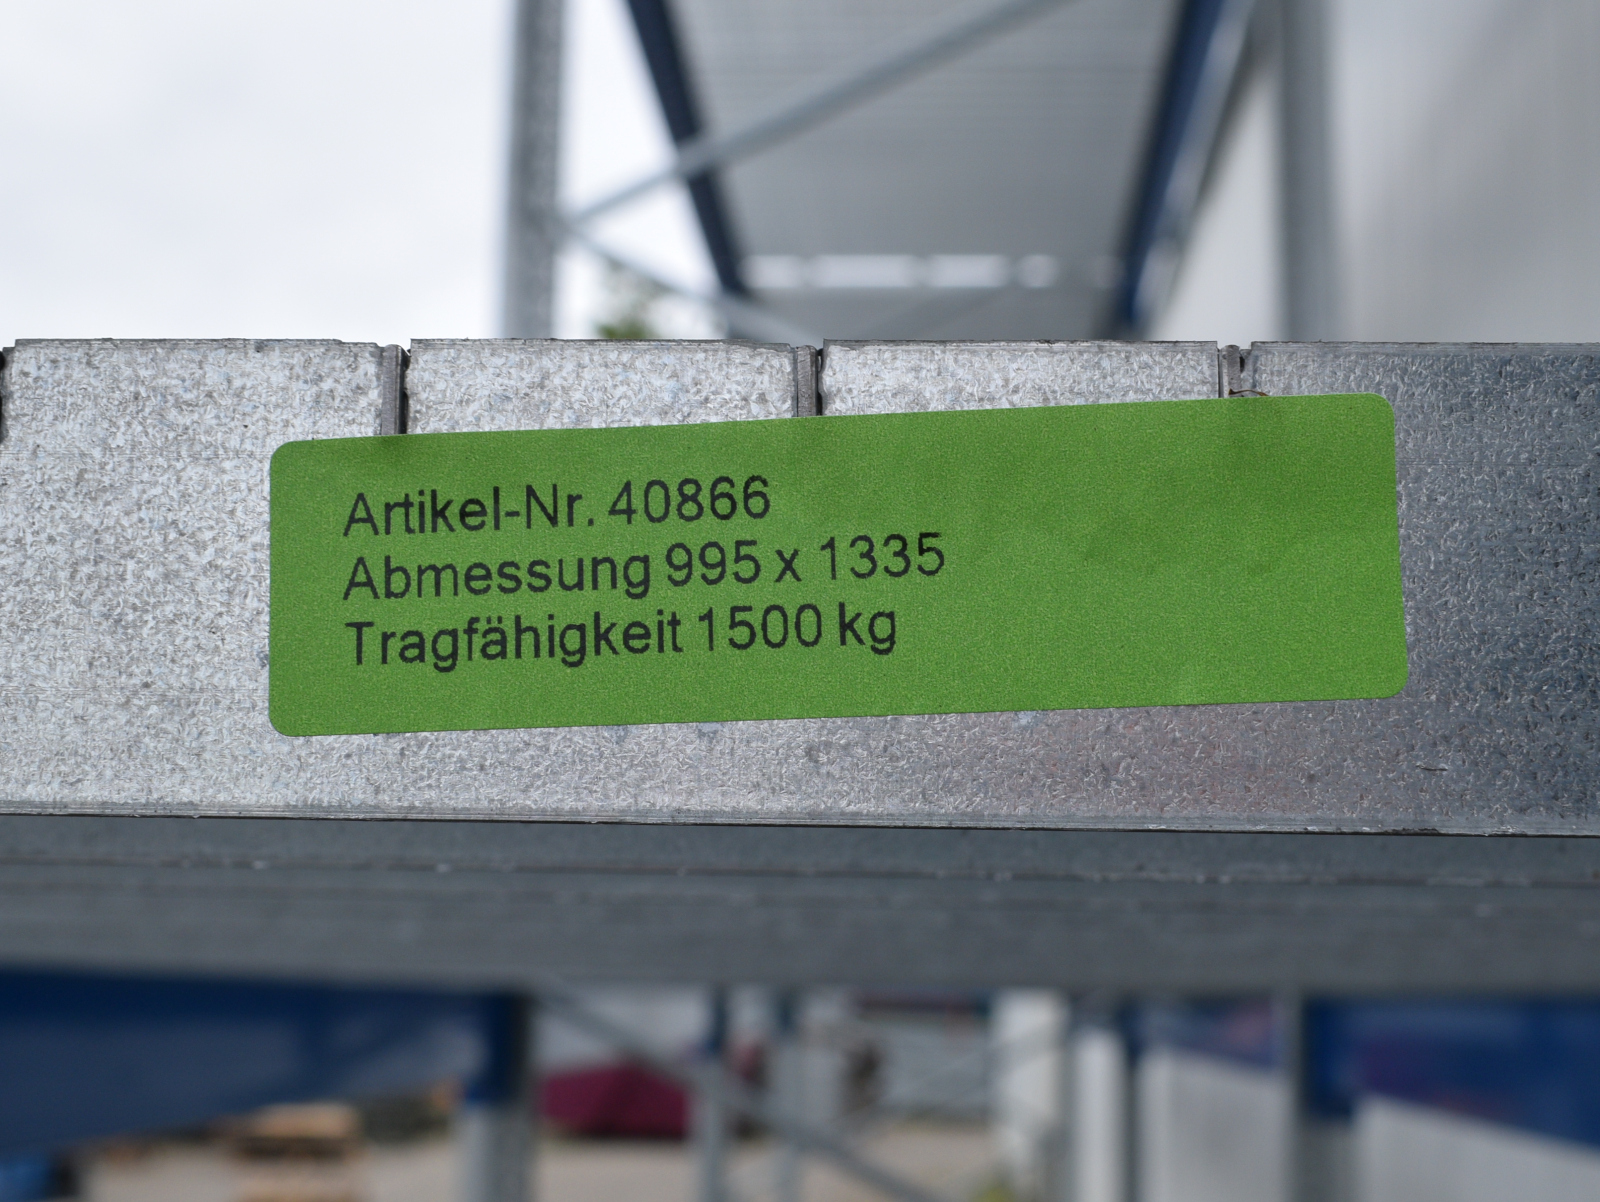 Artikel-Nr. 40866
Abmessung 995 x 1335
Tragfähigkeit 1500 kg